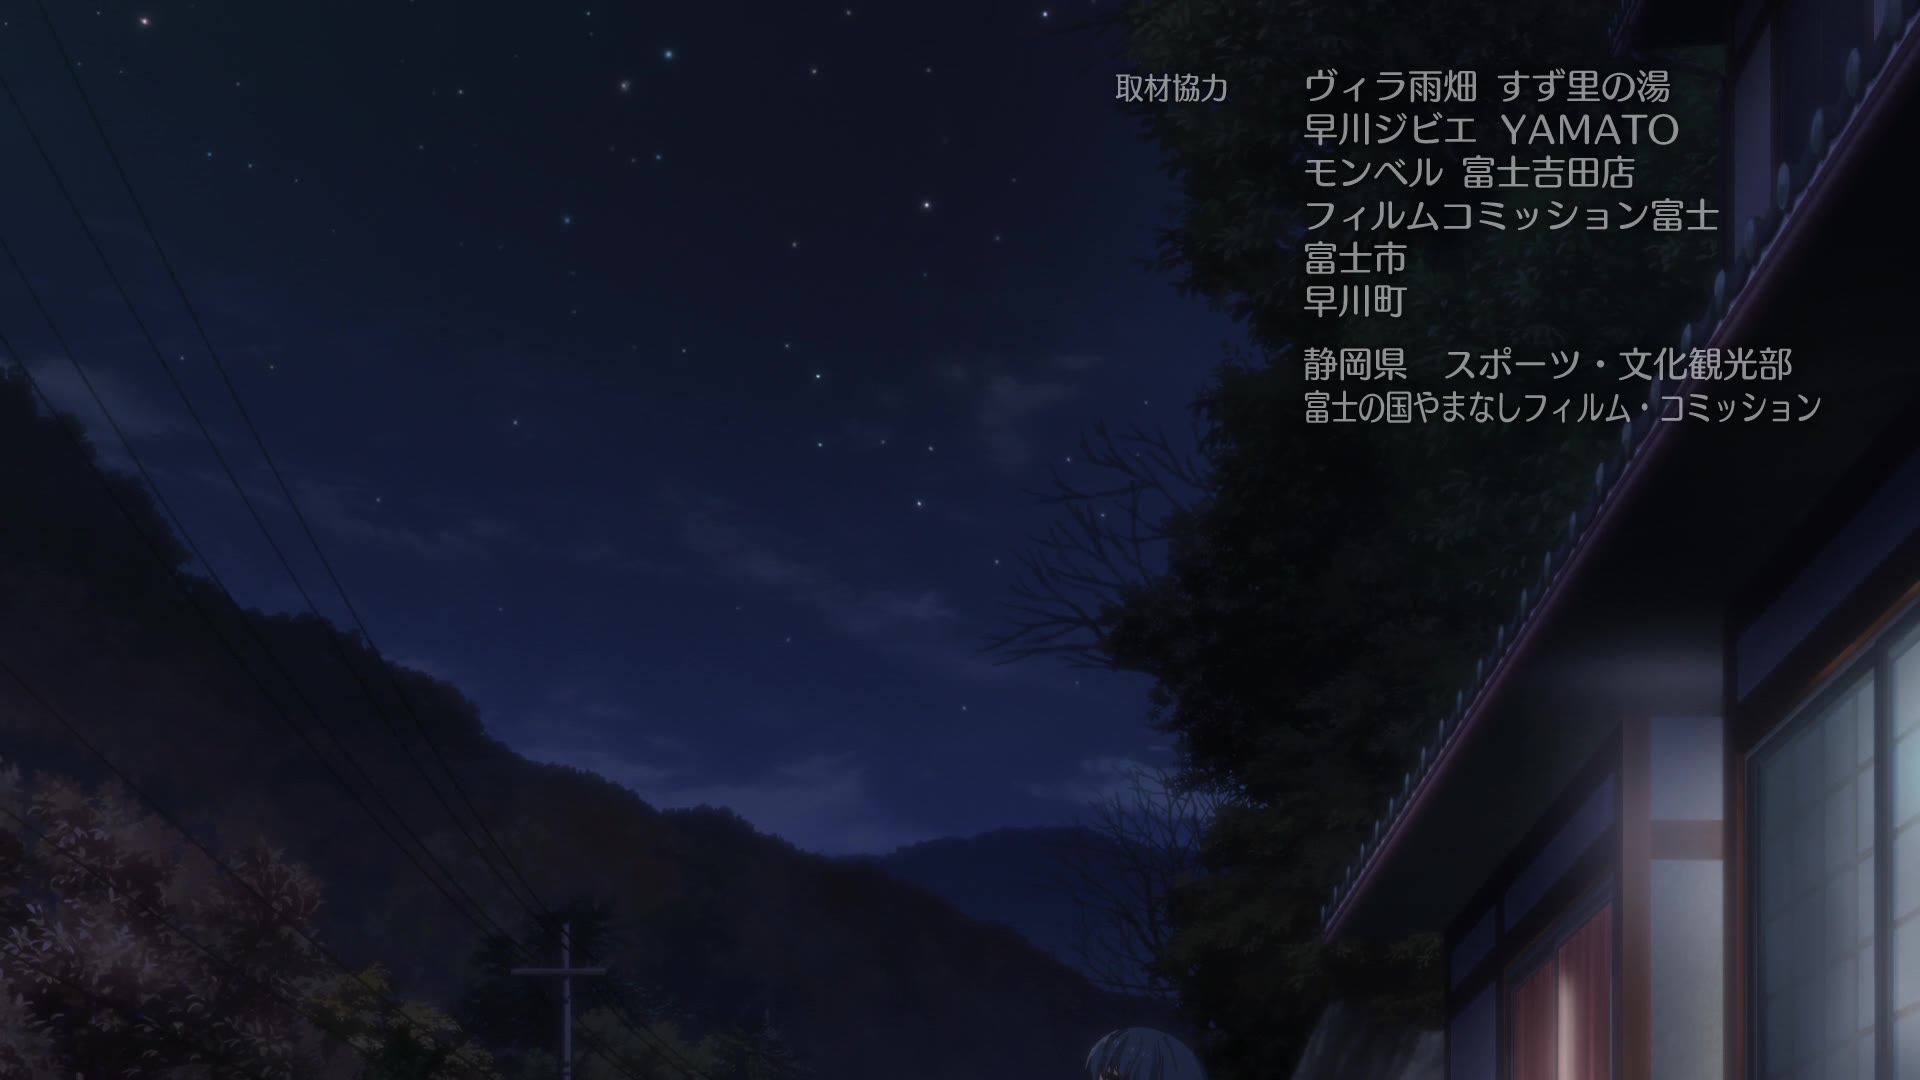 取材協力 ヴィラ雨畑 すず里の湯
早川ジビエ YAMATO
モンベル 富士吉田店
フィルムコミッション富士
富士市
早川町
静岡県　スポーツ・文化観光部
富士の国やまなしフィルム・コミッション